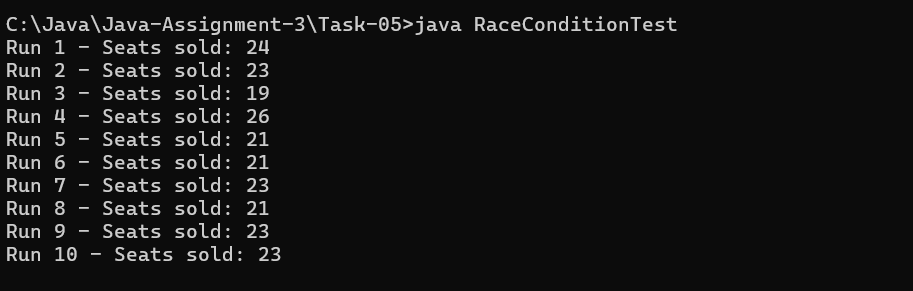 C:\Java\Java-Assignment-3\Task-05>java RaceConditionTest
Run 1 - Seats sold: 24
Run 2 - Seats sold: 23
Run 3 - Seats sold: 19
Run 4 - Seats sold: 26
Run 5 - Seats sold: 21
Run 6 - Seats sold: 21
Run 7 - Seats sold: 23
Run 8 - Seats sold: 21
Run 9 - Seats sold: 23
Run 10 - Seats sold: 23